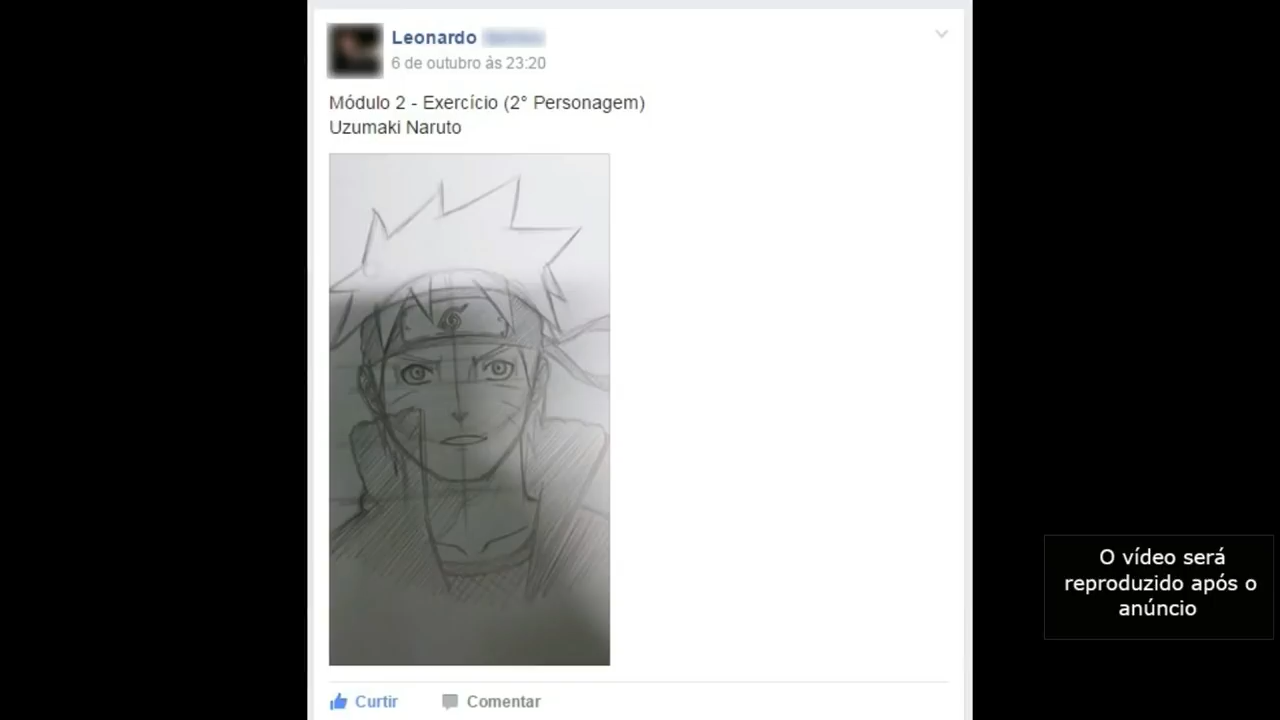 Leonardo
6 de outubro às 23:20
Módulo 2 - Exercício (2° Personagem)
Uzumaki Naruto
Curtir
Comentar
O vídeo será
reproduzido após o
anúncio